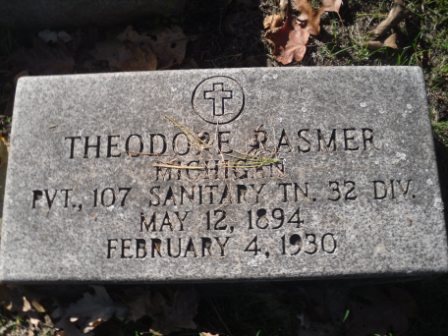 THEODORE RASMER
MICHIGAN
PVT., 107 SANITARY TN. 32 DIV.
MAY 12, 1894
FEBRUARY 4, 1930